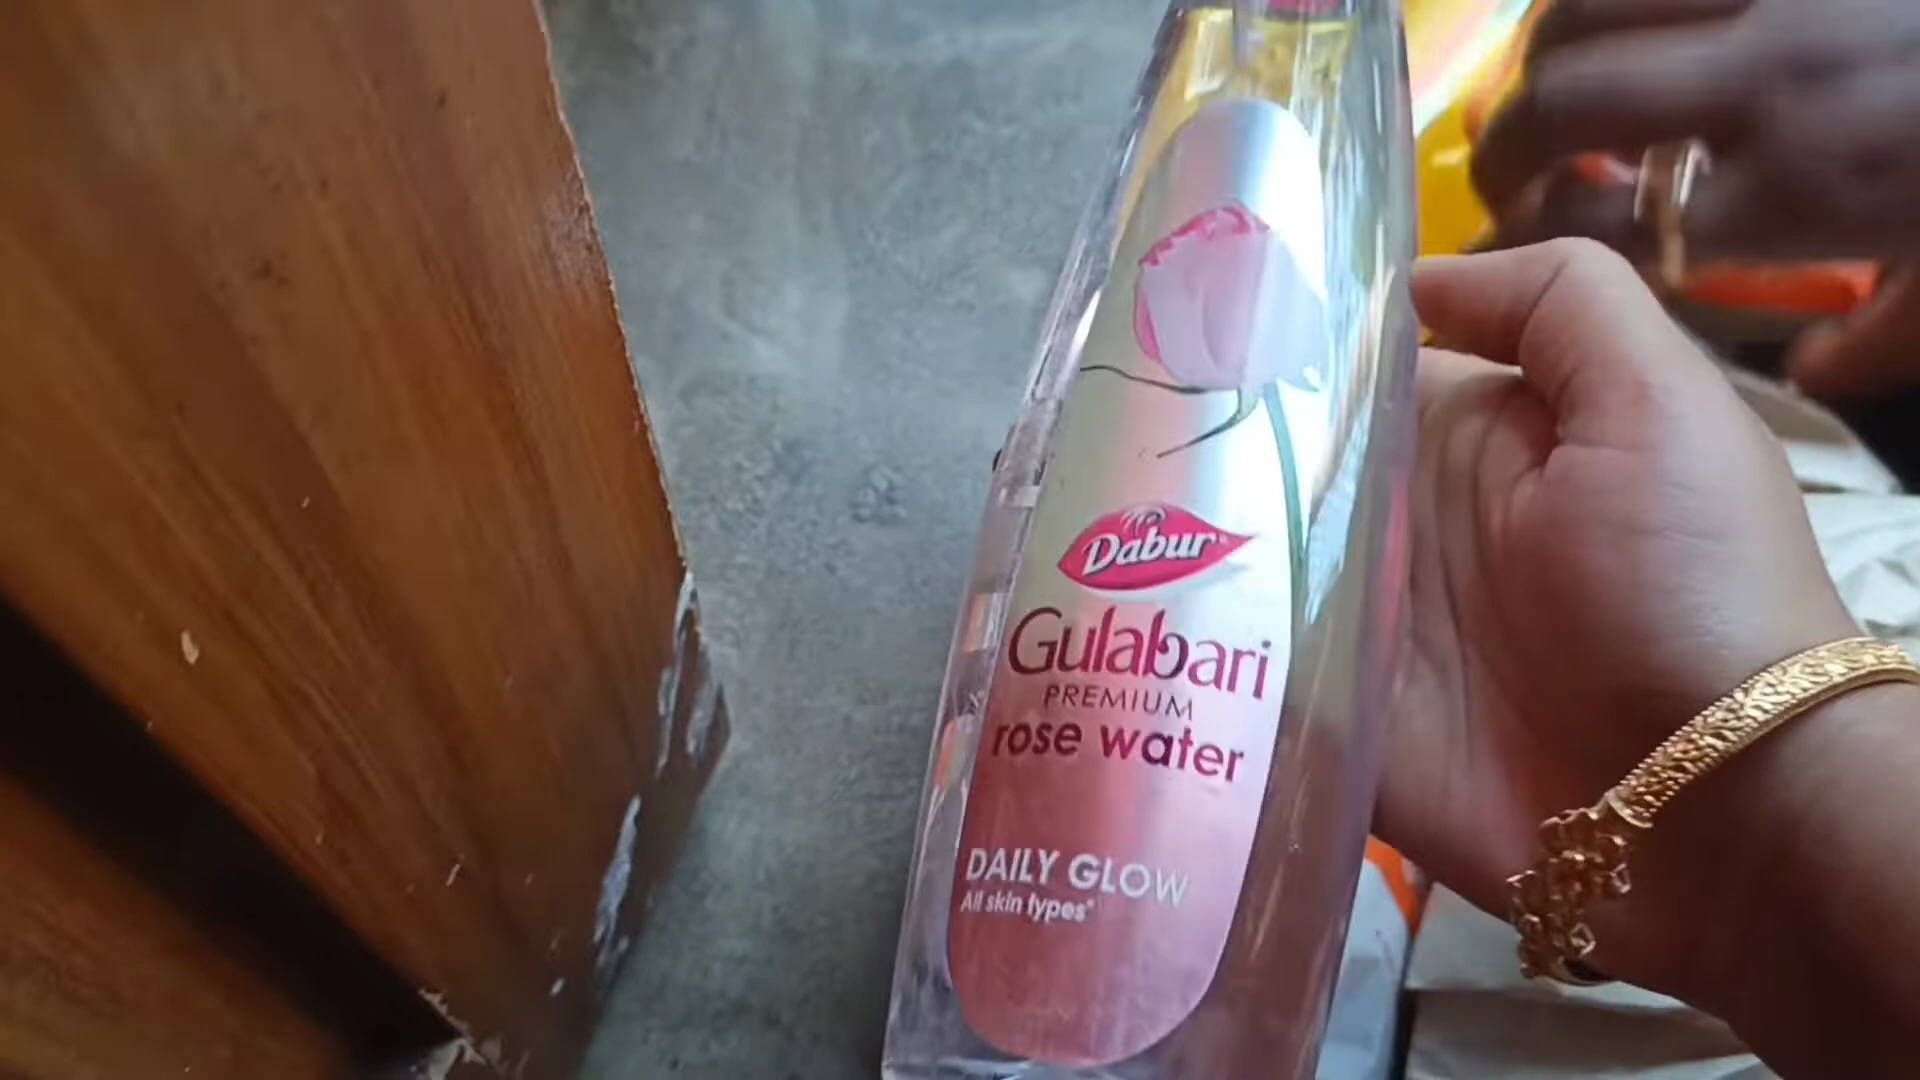 Dabur
Gulabari
PREMIUM
rose water
DAILY GLOW
All skin types*